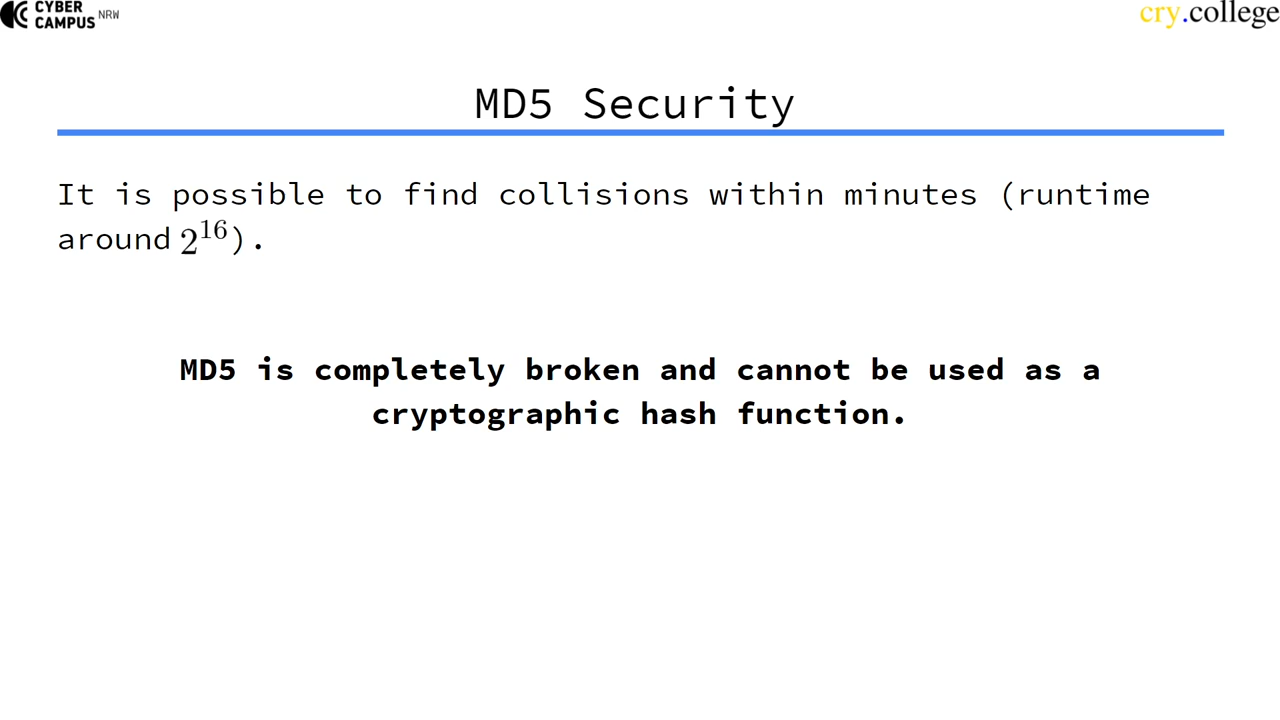 CYBER
CAMPUS NRW
cry.college
MD5 Security
It is possible to find collisions within minutes (runtime
around 2^16).
MD5 is completely broken and cannot be used as a
cryptographic hash function.